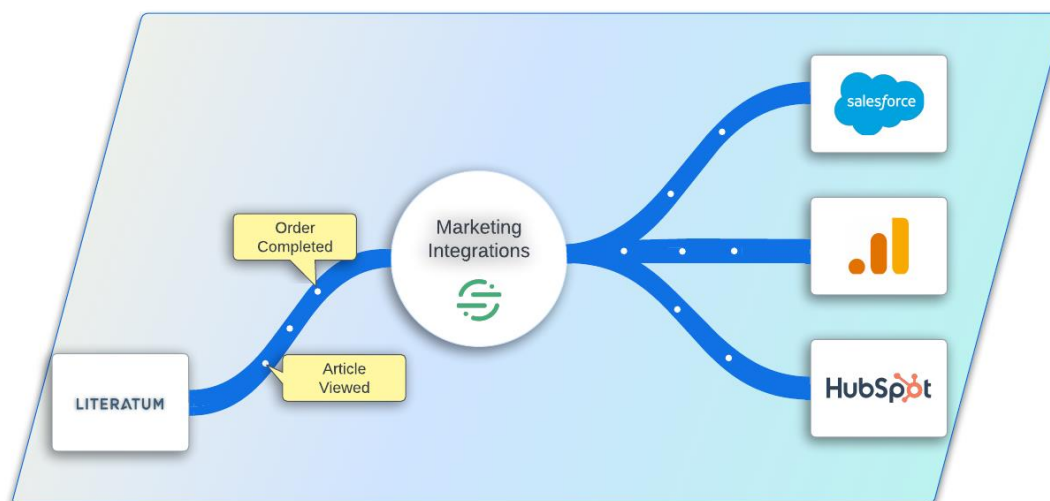 salesforce
Order
Completed
Marketing
Integrations
Article
Viewed
LITERATUM
HubSpot